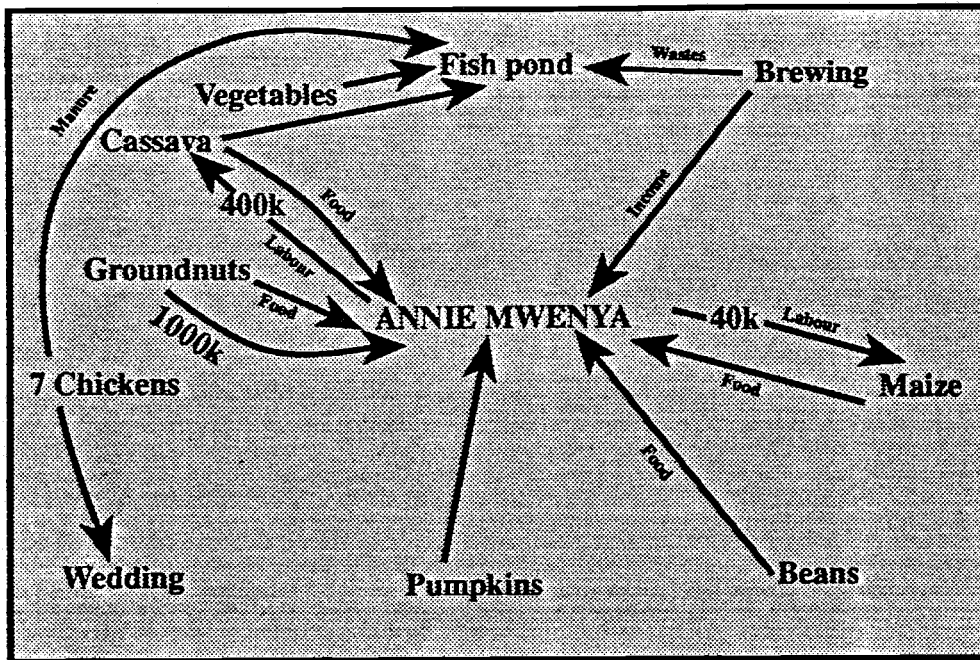 Fish pond
Wastes
Brewing
Vegetables
Manure
Cassava
400k
Food
Income
Labour
Groundnuts
Food
1000k
ANNIE MWENYA
40k
Labour
Food
7 Chickens
Maize
Food
Wedding
Pumpkins
Beans